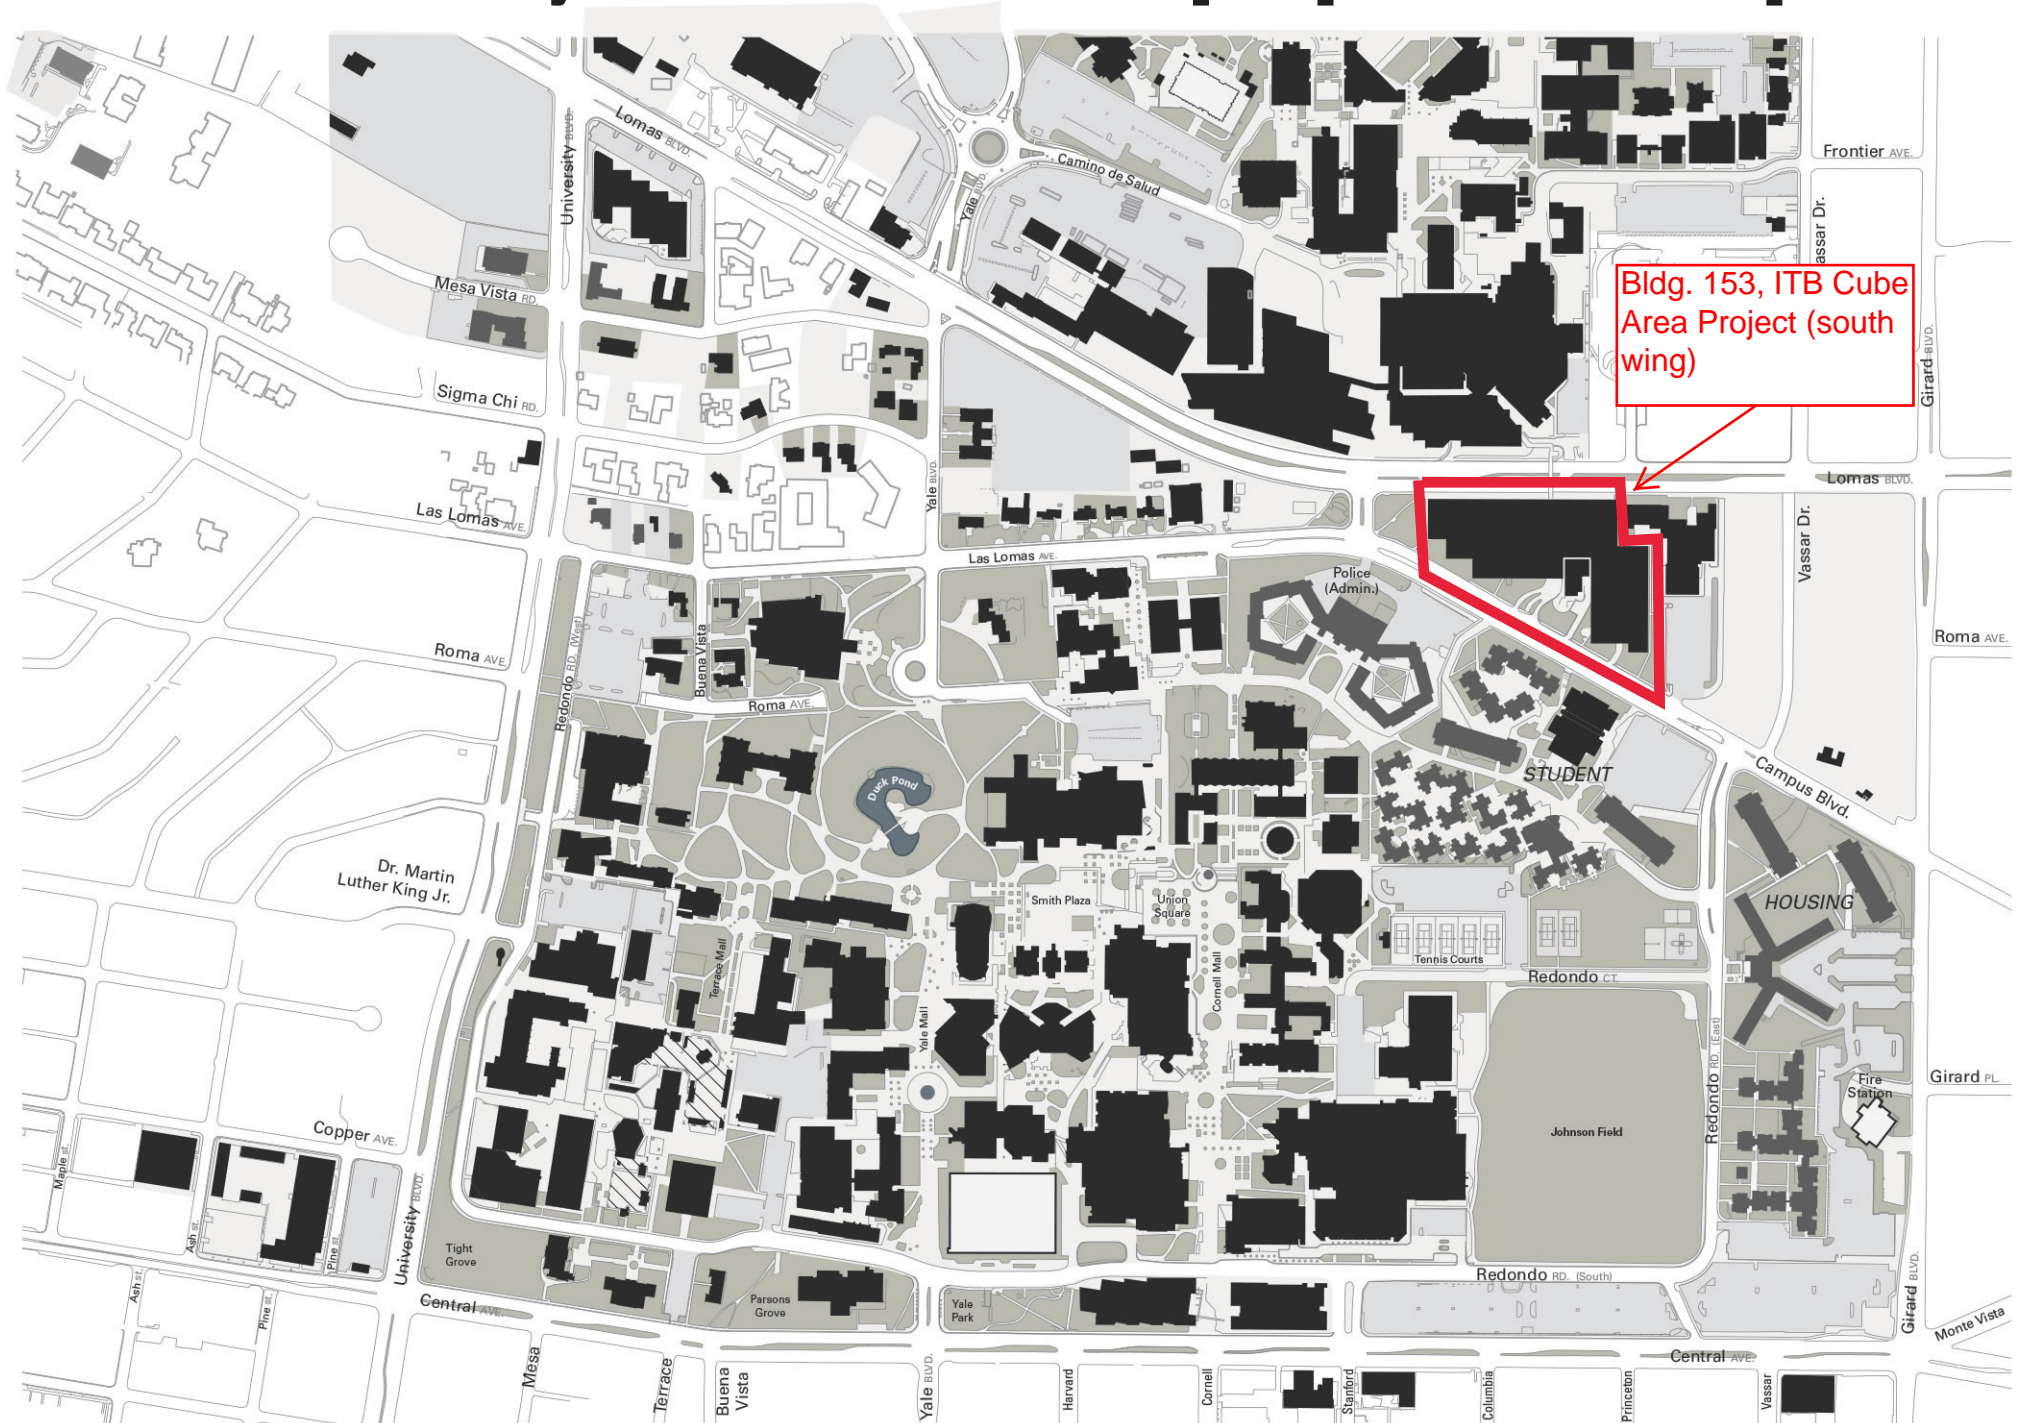 Lomas BLVD.
University BLVD.
Camino de Salud
Yale BLVD.
Frontier AVE.
assar Dr.
Bldg. 153, ITB Cube
Area Project (south
wing)
Mesa Vista RD.
Girard BLVD.
Sigma Chi RD.
Yale BLVD.
Lomas BLVD.
Las Lomas AVE.
Las Lomas AVE.
Vassar Dr.
Police
(Admin.)
Redondo RD. (West)
Buena Vista
Roma AVE.
Roma AVE.
Roma AVE.
Duck Pond
STUDENT
Campus Blvd.
Dr. Martin
Luther King Jr.
Smith Plaza
Union
Square
HOUSING
Terrace Mall
Tennis Courts
Redondo CT.
Cornell Mall
Yale Mall
Redondo RD. (East)
Fire
Station
Girard PL.
Copper AVE.
Johnson Field
Maple st.
Ash st.
Pine st.
University BLVD.
Tight
Grove
Redondo RD. (South)
Girard BLVD.
Ash st.
Pine st.
Central AVE.
Parsons
Grove
Yale
Park
Monte Vista
Central AVE.
Mesa
Terrace
Buena
Vista
Yale BLVD.
Harvard
Cornell
Stanford
Columbia
Princeton
Vassar